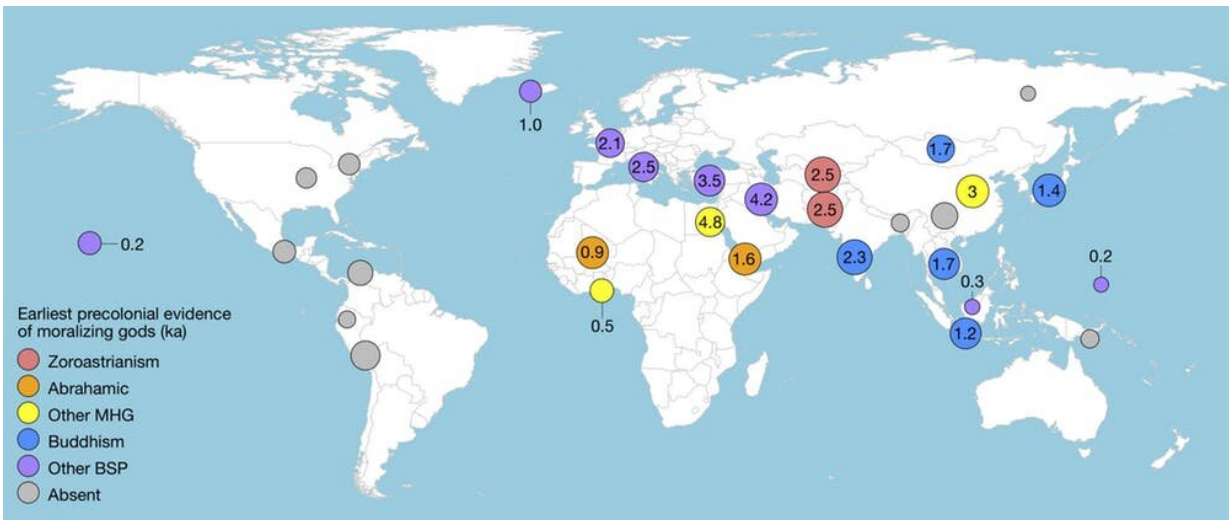 1.0
2.1
2.5
3.5
4.2
2.5
2.5
1.7
3
1.4
4.8
0.2
0.9
1.6
2.3
1.7
0.2
0.3
0.5
1.2
Earliest precolonial evidence
of moralizing gods (ka)
Zoroastrianism
Abrahamic
Other MHG
Buddhism
Other BSP
Absent